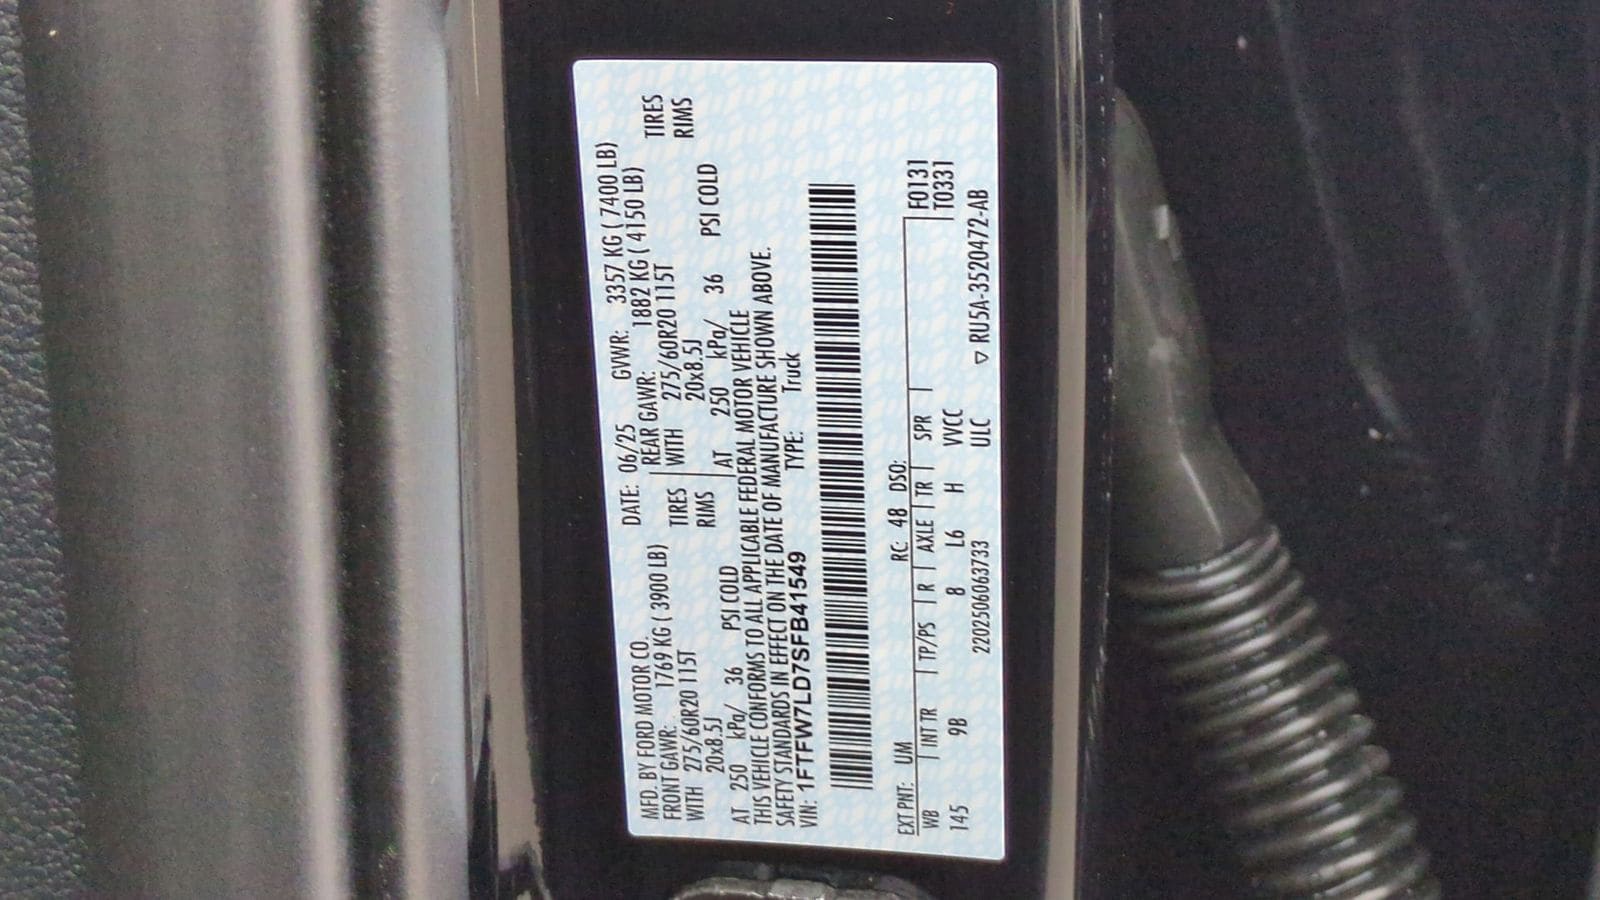 MFD. BY FORD MOTOR CO. DATE: 06/25 GVWR: 3357 KG ( 7400 LB)
FRONT GAWR: 1769 KG ( 3900 LB) REAR GAWR: 1882 KG ( 4150 LB)
WITH 275/60R20 115T TIRES WITH 275/60R20 115T TIRES
20x8.5J RIMS 20x8.5J RIMS
AT 250 kPa/ 36 PSI COLD AT 250 kPa/ 36 PSI COLD
THIS VEHICLE CONFORMS TO ALL APPLICABLE FEDERAL MOTOR VEHICLE
SAFETY STANDARDS IN EFFECT ON THE DATE OF MANUFACTURE SHOWN ABOVE.
VIN: 1FTFW7LD7SFB41549 TYPE: Truck
EXT PNT: UM RC: 48 DSO:
WB INT TR TP/PS R AXLE TR SPR F0131
T0331
145 9B 8 L6 H VVCC
2202506063733 ULC ▽ RU5A-3520472-AB